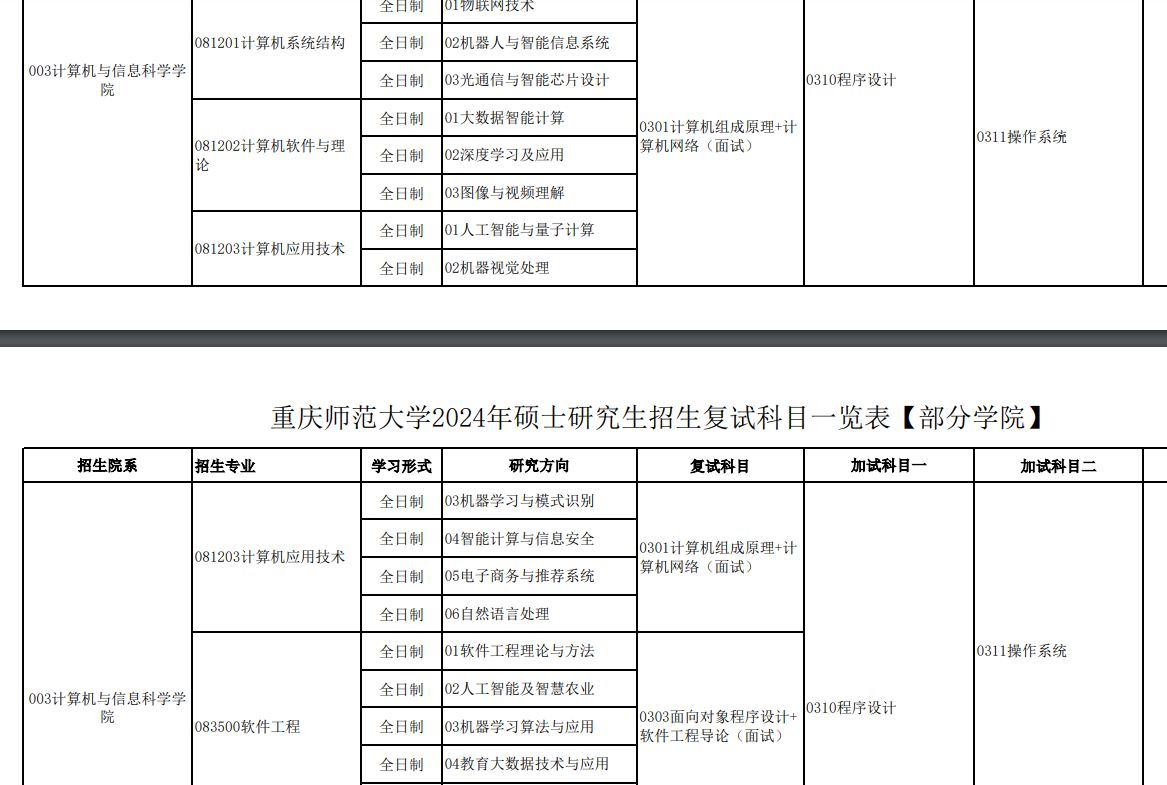 全日制 01物联网技术
081201计算机系统结构 全日制 02机器人与智能信息系统
003计算机与信息科学学
院
全日制 03光通信与智能芯片设计
0310程序设计
全日制 01大数据智能计算
0301计算机组成原理+计
算机网络（面试）
0311操作系统
081202计算机软件与理
论
全日制 02深度学习及应用
全日制 03图像与视频理解
全日制 01人工智能与量子计算
081203计算机应用技术
全日制 02机器视觉处理
重庆师范大学2024年硕士研究生招生复试科目一览表【部分学院】
招生院系 招生专业 学习形式 研究方向 复试科目 加试科目一 加试科目二
全日制 03机器学习与模式识别
全日制 04智能计算与信息安全
081203计算机应用技术
0301计算机组成原理+计
算机网络（面试）
全日制 05电子商务与推荐系统
全日制 06自然语言处理
全日制 01软件工程理论与方法
0311操作系统
全日制 02人工智能及智慧农业
003计算机与信息科学学
院
083500软件工程
全日制 03机器学习算法与应用
0303面向对象程序设计+
软件工程导论（面试）
0310程序设计
全日制 04教育大数据技术与应用